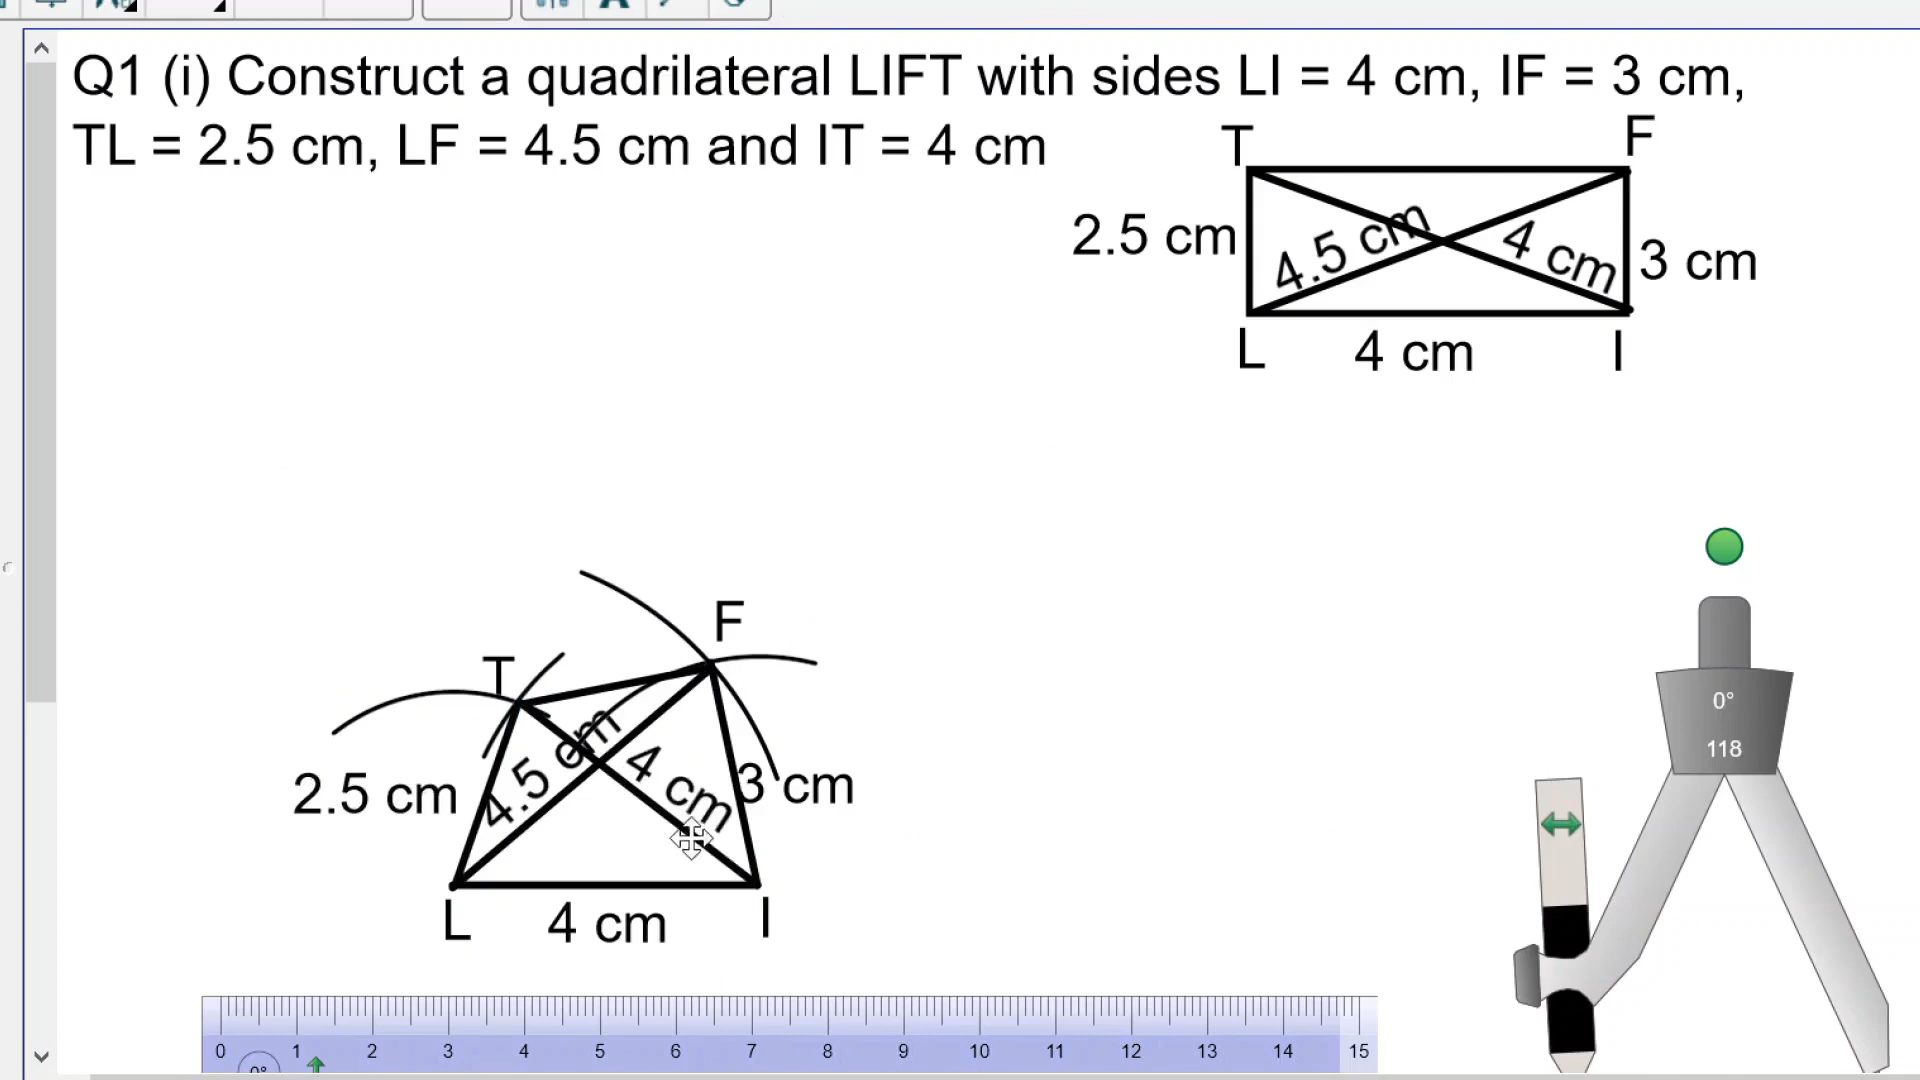 Q1 (i) Construct a quadrilateral LIFT with sides LI = 4 cm, IF = 3 cm,
TL = 2.5 cm, LF = 4.5 cm and IT = 4 cm
T F
2.5 cm 4.5 cm 4 cm 3 cm
L 4 cm I
F
T
0°
118
2.5 cm 4.5 cm 4 cm 3 cm
L 4 cm I
0 1 2 3 4 5 6 7 8 9 10 11 12 13 14 15
0°